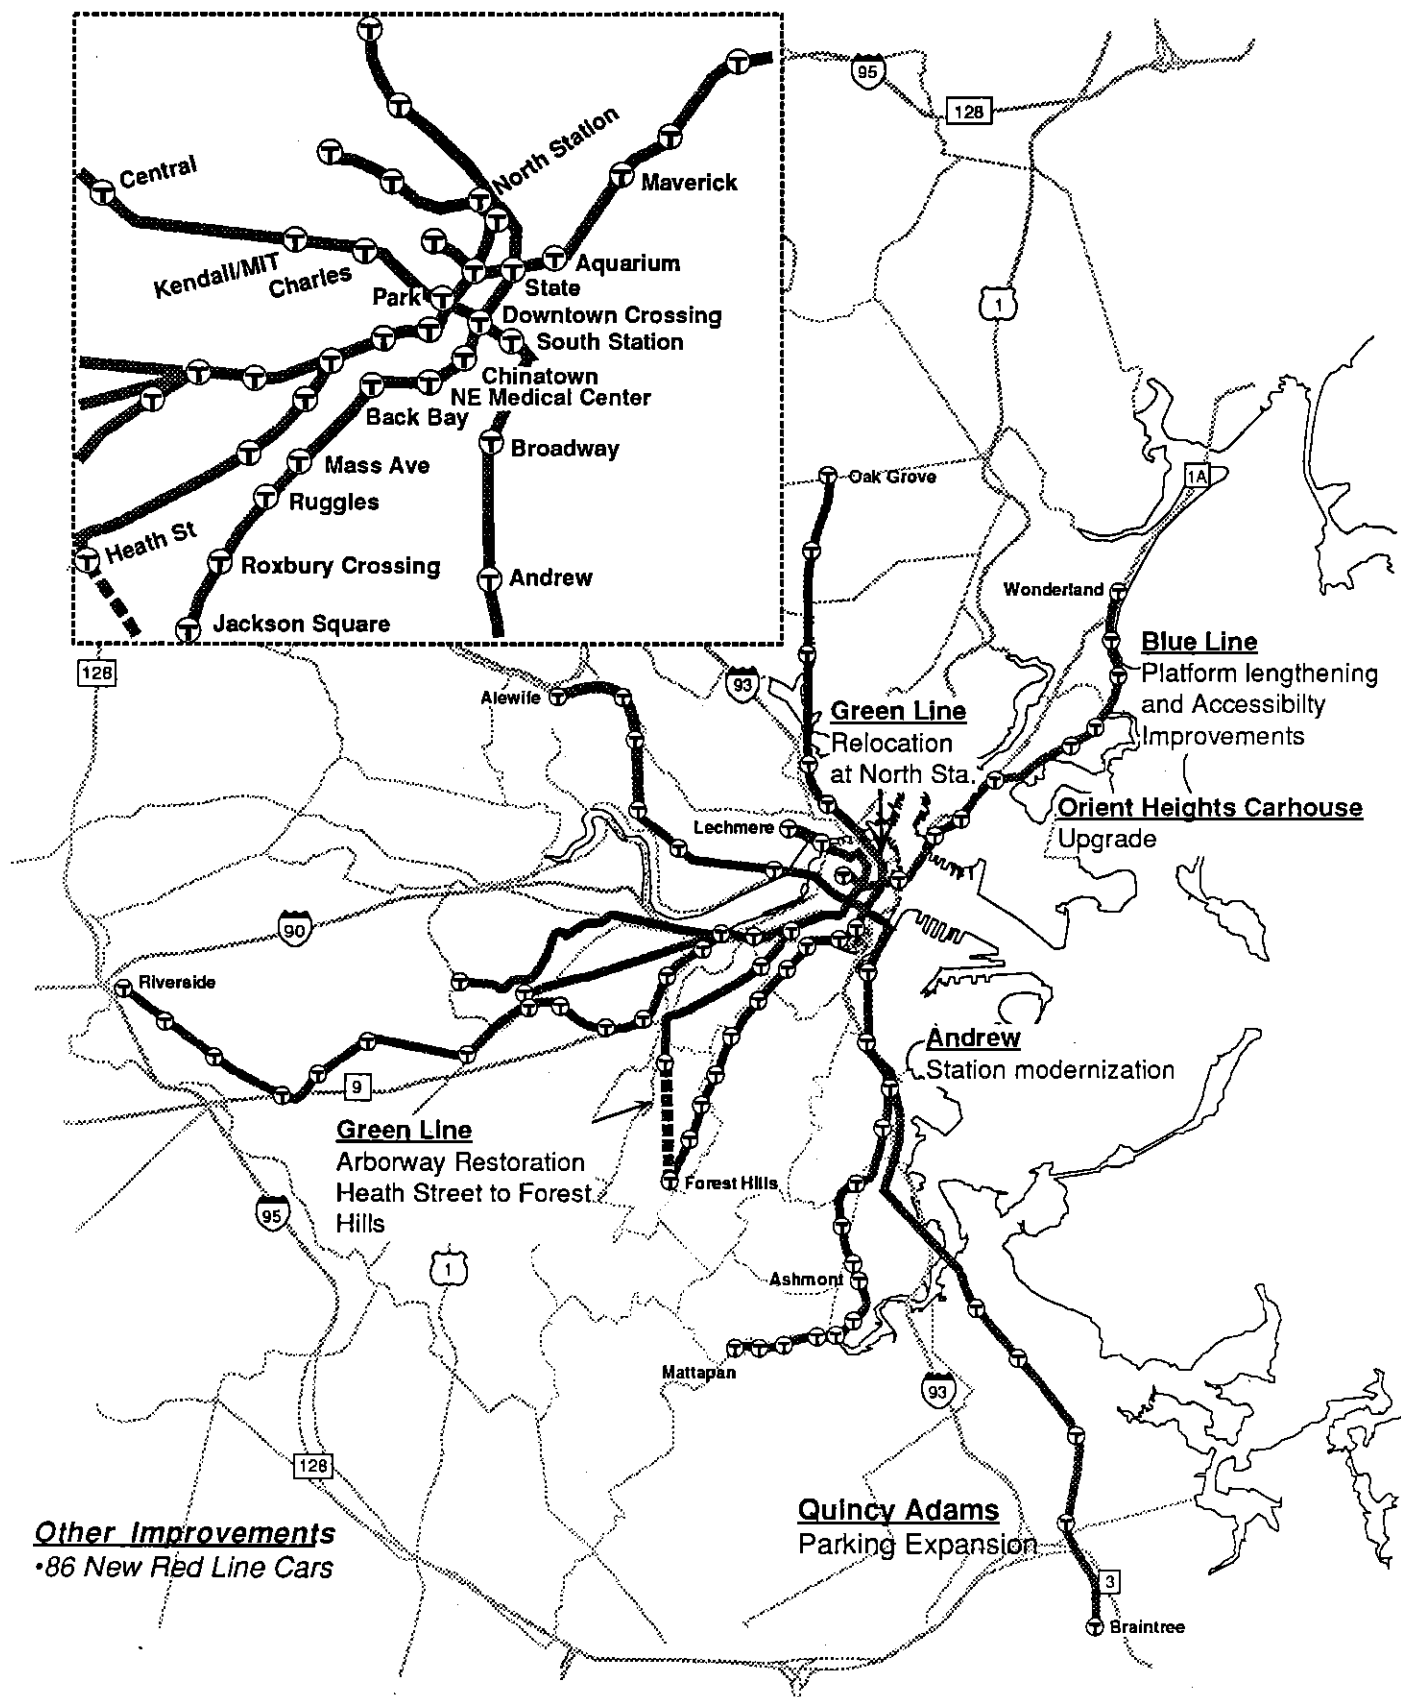 95
128
North Station
Central
Maverick
Kendall/MIT
Charles
Aquarium
Park
State
1
Downtown Crossing
South Station
Chinatown
NE Medical Center
Back Bay
Broadway
Mass Ave
Ruggles
Oak Grove
1A
Heath St
Roxbury Crossing
Andrew
Jackson Square
Wonderland
128
93
Alewife
Blue Line
Platform lengthening
and Accessibilty
Improvements
Green Line
Relocation
at North Sta.
Orient Heights Carhouse
Upgrade
Lechmere
90
Riverside
Andrew
Station modernization
9
Green Line
Arborway Restoration
Heath Street to Forest
Hills
Forest Hills
95
1
Ashmont
Mattapan
93
128
Quincy Adams
Parking Expansion
Other Improvements
•86 New Red Line Cars
3
Braintree